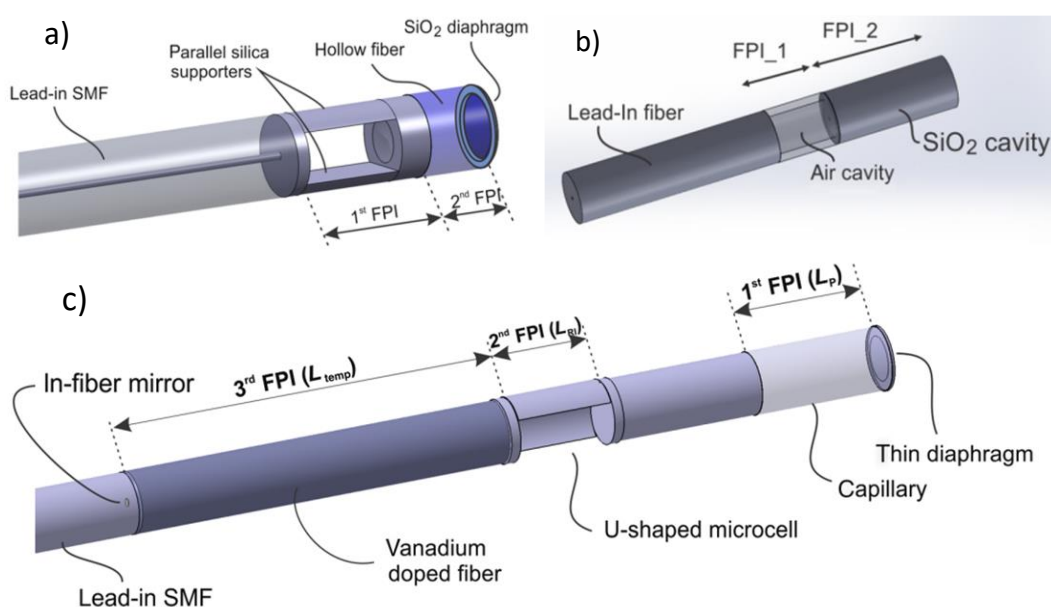 a)
SiO₂ diaphragm
Parallel silica
supporters
Hollow fiber
Lead-in SMF
1ˢᵗ FPI
2ⁿᵈ FPI
b)
FPI_1
FPI_2
Lead-In fiber
Air cavity
SiO₂ cavity
c)
1ˢᵗ FPI (Lₚ)
2ⁿᵈ FPI (L_RI)
3ʳᵈ FPI (L_temp)
In-fiber mirror
Thin diaphragm
Capillary
U-shaped microcell
Vanadium
doped fiber
Lead-in SMF